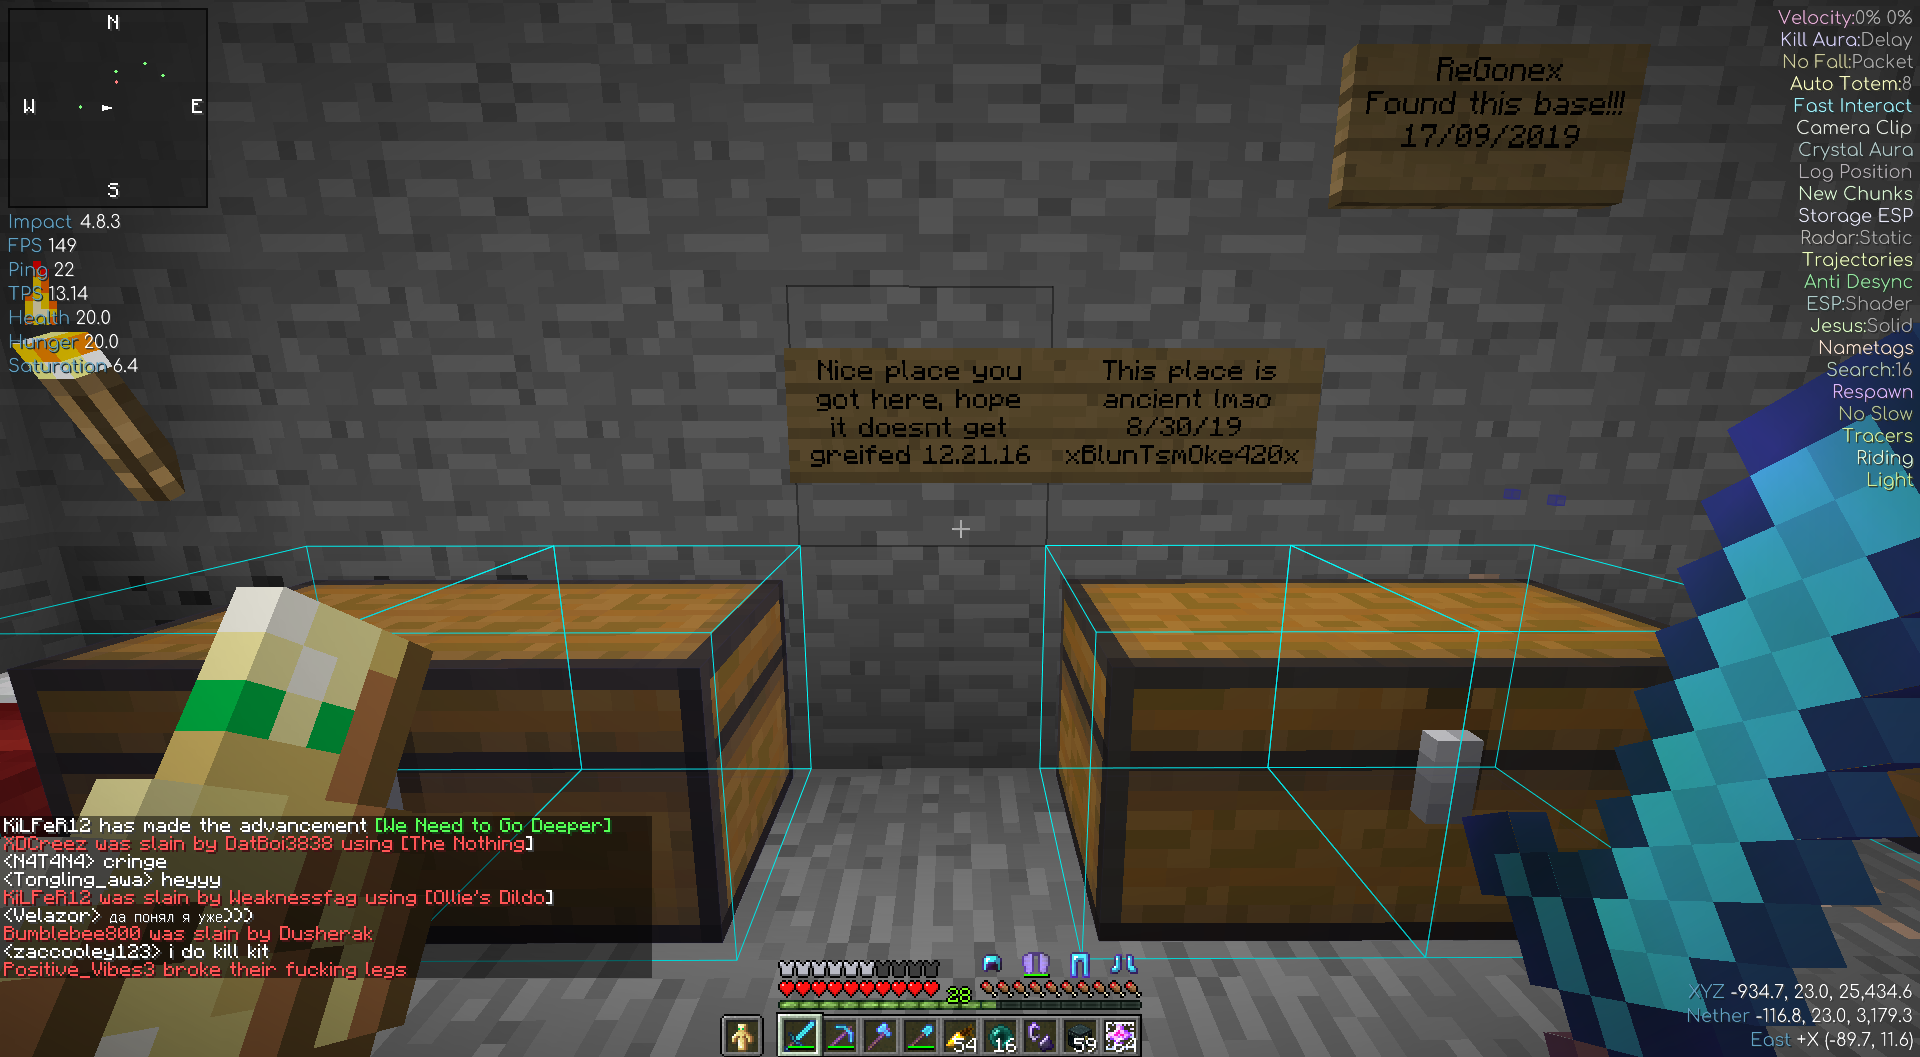 N
W
E
S
Impact 4.8.3
FPS 149
Ping 22
TPS 13.14
Health 20.0
Hunger 20.0
Saturation 6.4
Velocity:0% 0%
Kill Aura:Delay
No Fall:Packet
Auto Totem:8
Fast Interact
Camera Clip
Crystal Aura
Log Position
New Chunks
Storage ESP
Radar:Static
Trajectories
Anti Desync
ESP:Shader
Jesus:Solid
Nametags
Search:16
Respawn
No Slow
Tracers
Riding
Light
ReGonex
Found this base!!!
17/09/2019
Nice place you
got here, hope
it doesnt get
greifed 12.21.16
This place is
ancient lmao
8/30/19
xBlunTsmOke420x
KiLFeR12 has made the advancement [We Need to Go Deeper]
XDCreez was slain by DatBoi3838 using [The Nothing]
<N4T4N4> cringe
<Tongling_awa> heyyy
KiLFeR12 was slain by Weaknessfag using [Ollie's Dildo]
<Velazor> да понял я уже)))
Bumblebee800 was slain by Dusherak
<zaccooley123> i do kill kit
Positive_Vibes3 broke their fucking legs
28
54
16
59
64
XYZ -934.7, 23.0, 25,434.6
Nether -116.8, 23.0, 3,179.3
East +X (-89.7, 11.6)